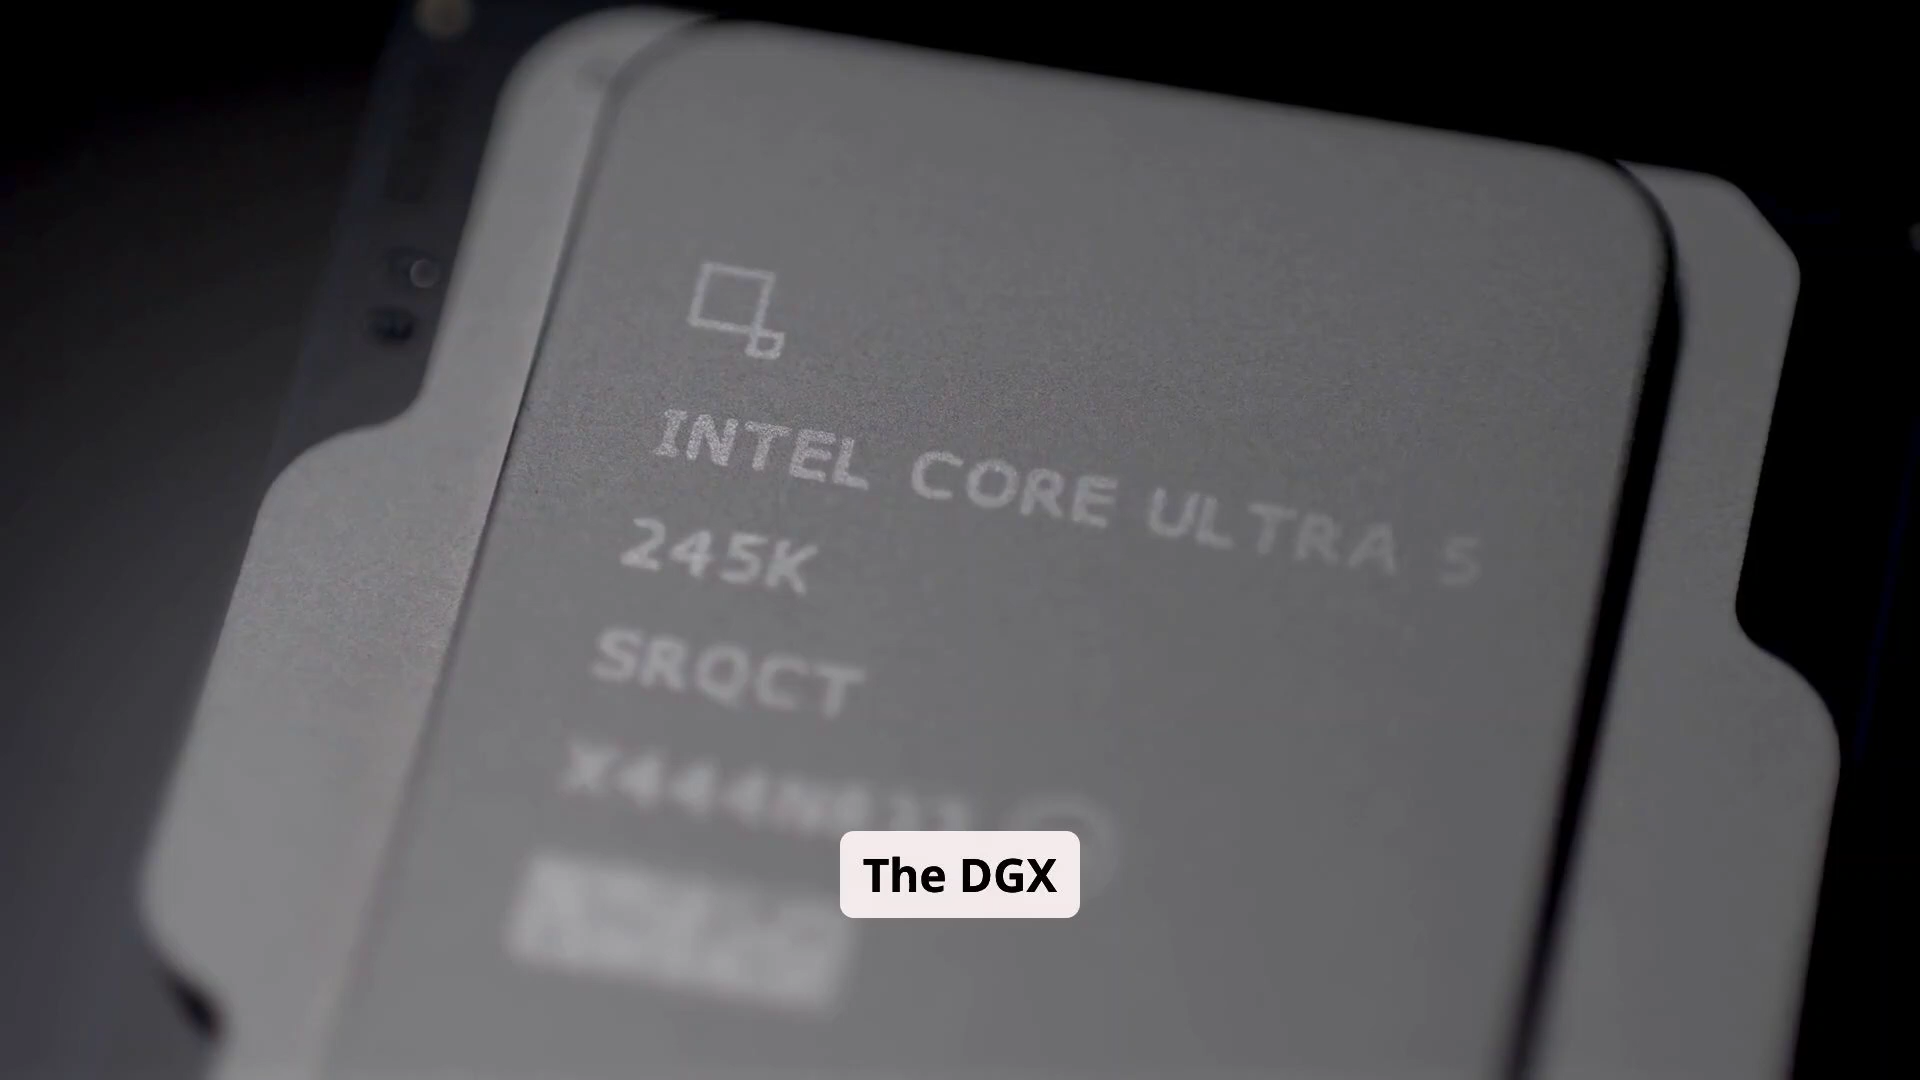 INTEL CORE ULTRA 5
245K
SRQCT
The DGX